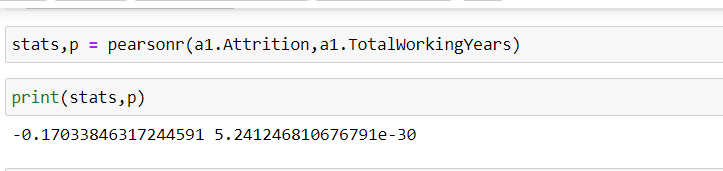 stats,p = pearsonr(a1.Attrition,a1.TotalWorkingYears)
print(stats,p)
-0.17033846317244591 5.241246810676791e-30